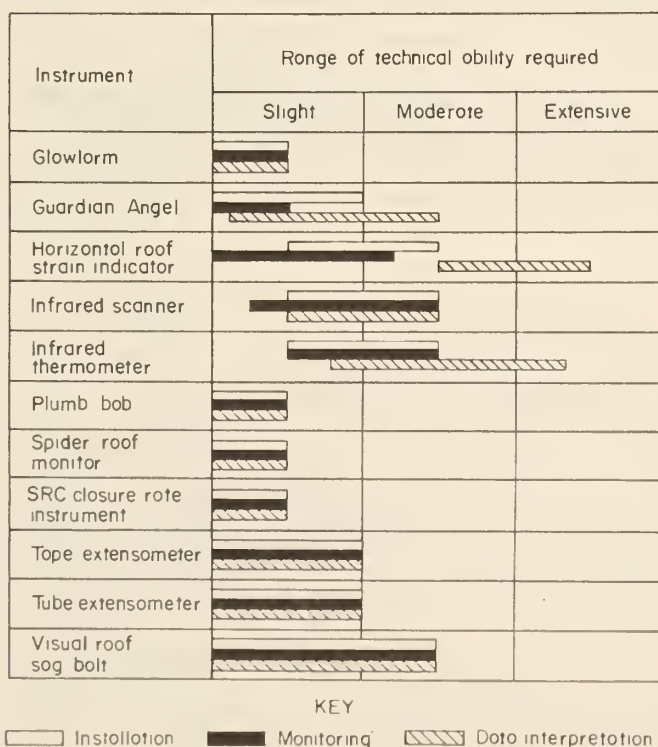 Instrument
Ronge of technical obility required
Slight Moderote Extensive
Glowlorm
Guardian Angel
Horizontol roof
strain indicator
Infrared scanner
Infrared
thermometer
Plumb bob
Spider roof
monitor
SRC closure rote
instrument
Tope extensometer
Tube extensometer
Visual roof
sog bolt
KEY
Instollotion Monitoring Doto interpretotion